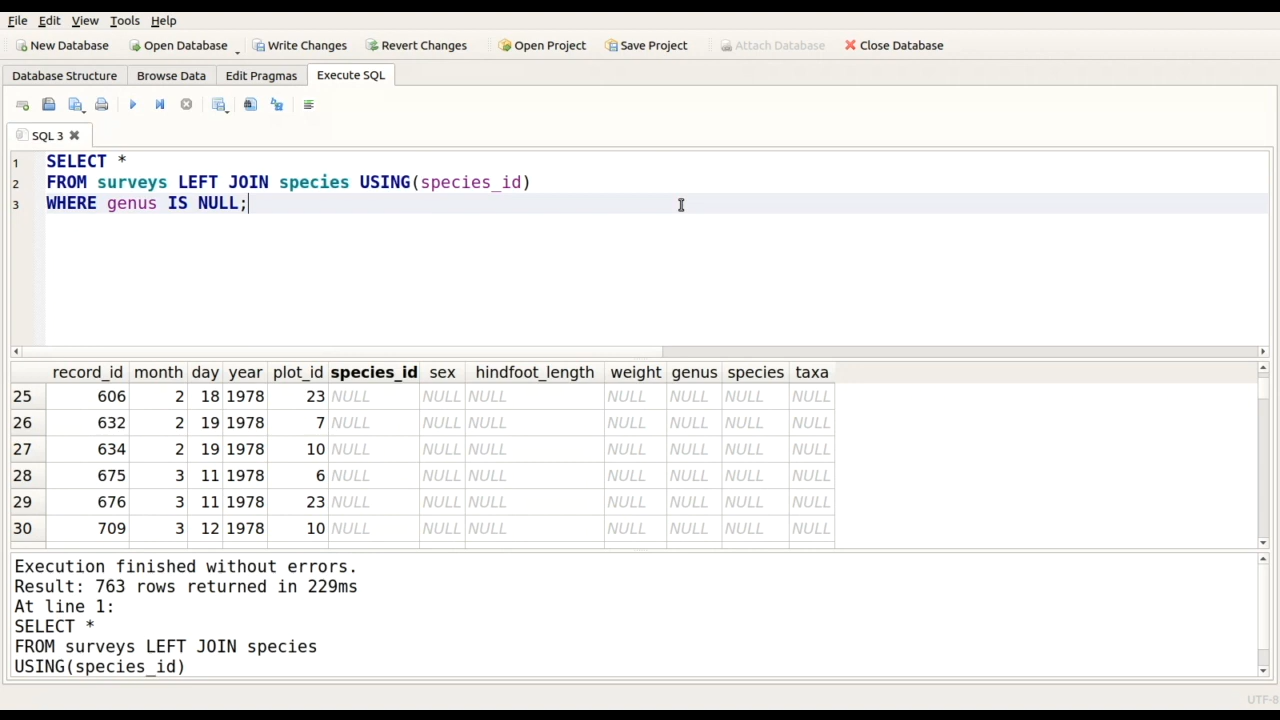 File Edit View Tools Help
New Database Open Database Write Changes Revert Changes Open Project Save Project Attach Database Close Database
Database Structure Browse Data Edit Pragmas Execute SQL
SQL 3
1 SELECT *
2 FROM surveys LEFT JOIN species USING(species_id)
3 WHERE genus IS NULL;
record_id month day year plot_id species_id sex hindfoot_length weight genus species taxa
25 606 2 18 1978 23 NULL NULL NULL NULL NULL NULL NULL
26 632 2 19 1978 7 NULL NULL NULL NULL NULL NULL NULL
27 634 2 19 1978 10 NULL NULL NULL NULL NULL NULL NULL
28 675 3 11 1978 6 NULL NULL NULL NULL NULL NULL NULL
29 676 3 11 1978 23 NULL NULL NULL NULL NULL NULL NULL
30 709 3 12 1978 10 NULL NULL NULL NULL NULL NULL NULL
Execution finished without errors.
Result: 763 rows returned in 229ms
At line 1:
SELECT *
FROM surveys LEFT JOIN species
USING(species_id)
UTF-8